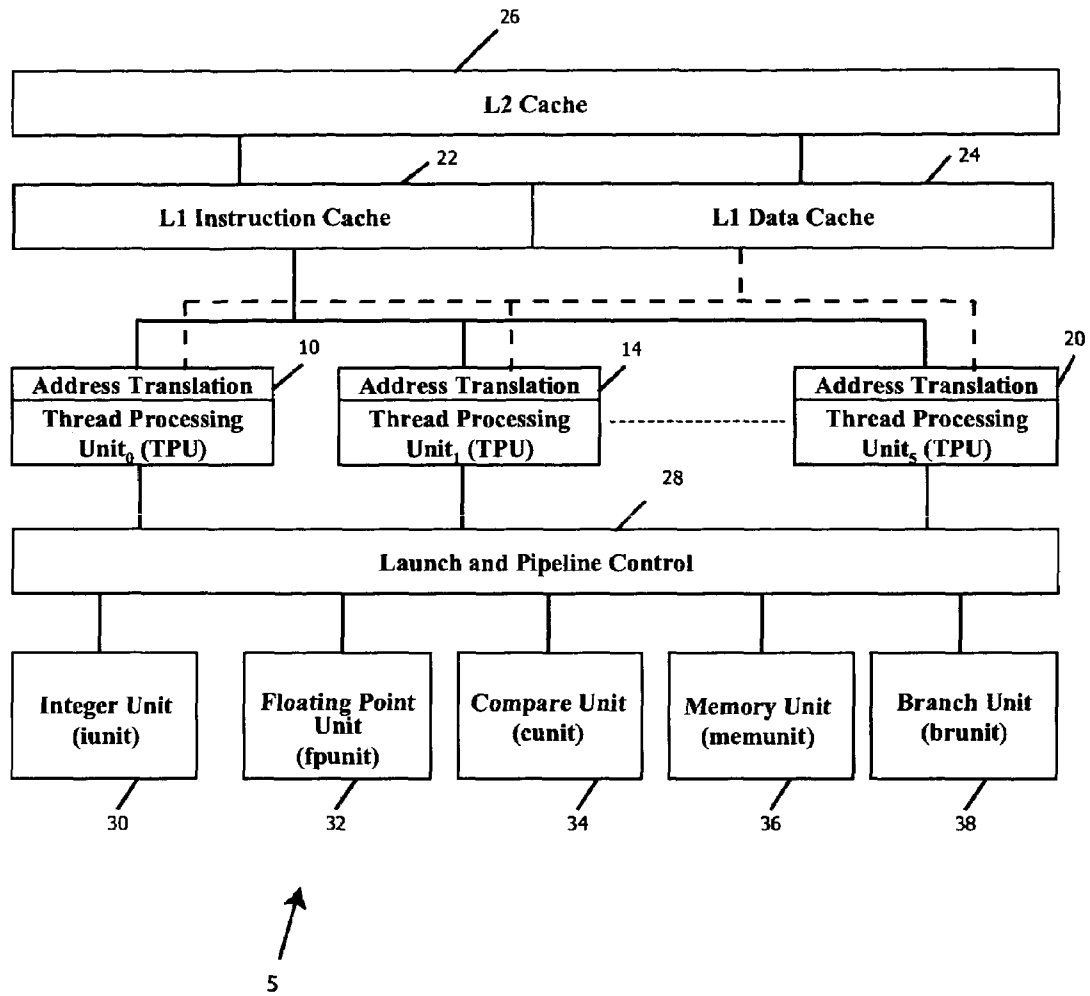 26
L2 Cache
22
24
L1 Instruction Cache
L1 Data Cache
10
14
20
Address Translation
Address Translation
Address Translation
Thread Processing
Unit0 (TPU)
Thread Processing
Unit1 (TPU)
Thread Processing
Unit5 (TPU)
28
Launch and Pipeline Control
Integer Unit
(iunit)
Floating Point
Unit
(fpunit)
Compare Unit
(cunit)
Memory Unit
(memunit)
Branch Unit
(brunit)
30
32
34
36
38
5